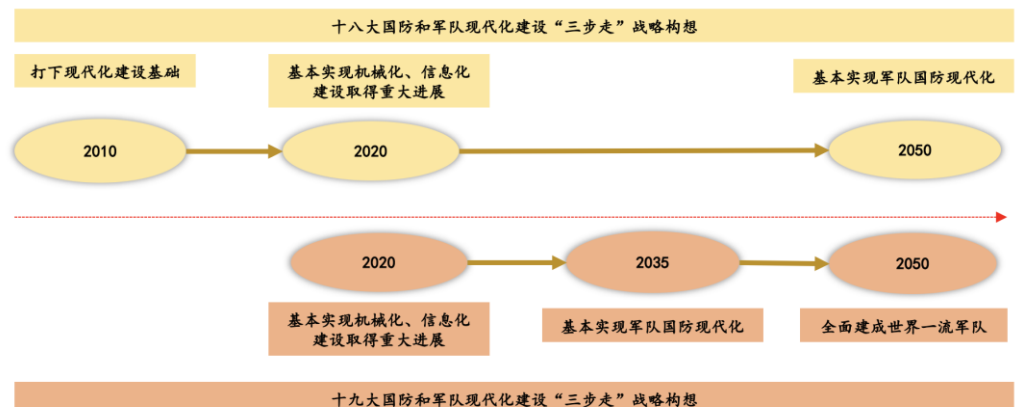 十八大国防和军队现代化建设“三步走”战略构想
打下现代化建设基础
基本实现机械化、信息化
建设取得重大进展
基本实现军队国防现代化
2010
2020
2050
2020
2035
2050
基本实现机械化、信息化
建设取得重大进展
基本实现军队国防现代化
全面建成世界一流军队
十九大国防和军队现代化建设“三步走”战略构想